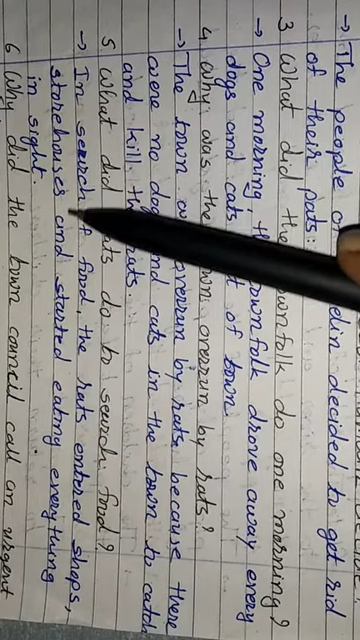 → The people of elin decided to get rid
of their pets:
3 What did the townfolk do one morning?
→ One morning, the townfolk drove away every
dogs and cats out of town
4. Why was the town overrun by rats?
→ The town was overrun by rats because there
were no dogs and cats in the town to catch
and kill the rats.
5 What did rats do to search food?
→ In search of food, the rats entered shops,
storehouses and started eating everything
in sight.
6 Why did the town council call an urgent